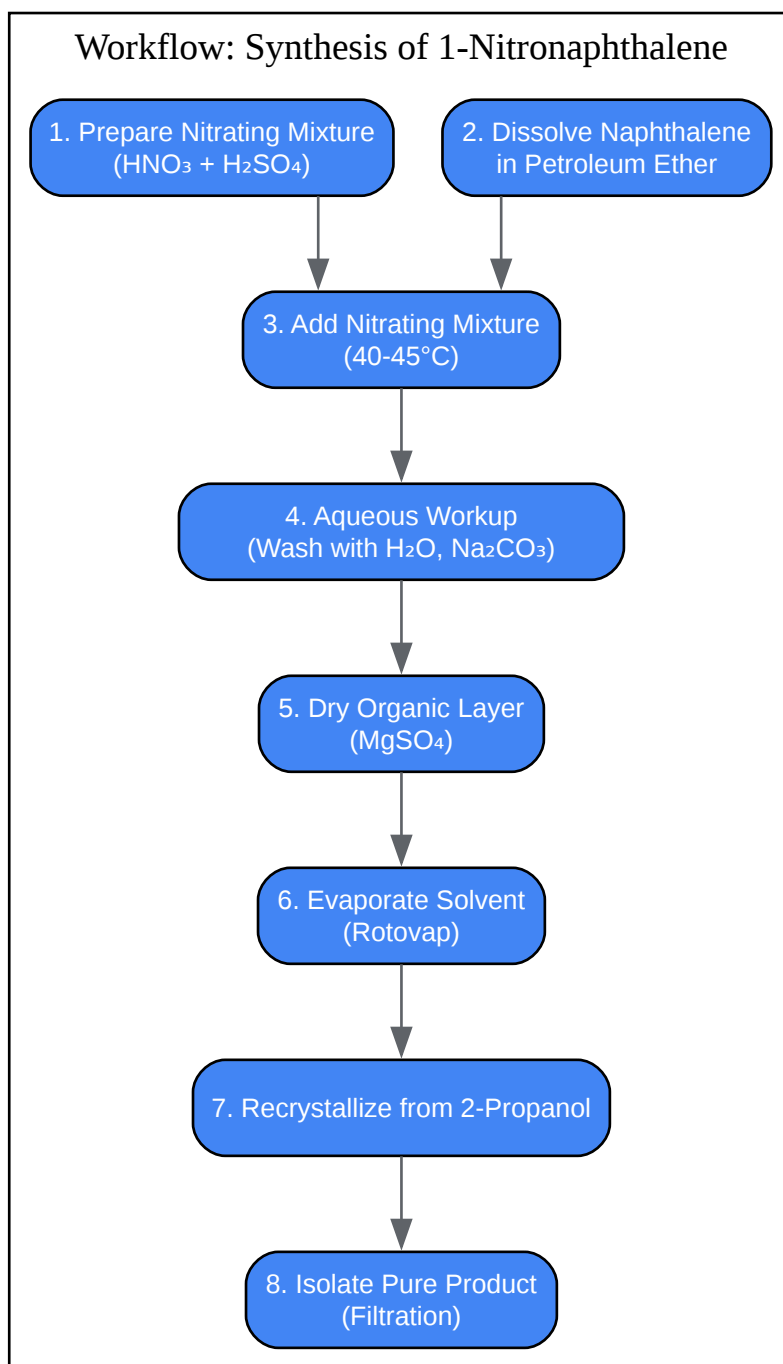 Workflow: Synthesis of 1-Nitronaphthalene
1. Prepare Nitrating Mixture
(HNO₃ + H₂SO₄)
2. Dissolve Naphthalene
in Petroleum Ether
3. Add Nitrating Mixture
(40-45°C)
4. Aqueous Workup
(Wash with H₂O, Na₂CO₃)
5. Dry Organic Layer
(MgSO₄)
6. Evaporate Solvent
(Rotovap)
7. Recrystallize from 2-Propanol
8. Isolate Pure Product
(Filtration)